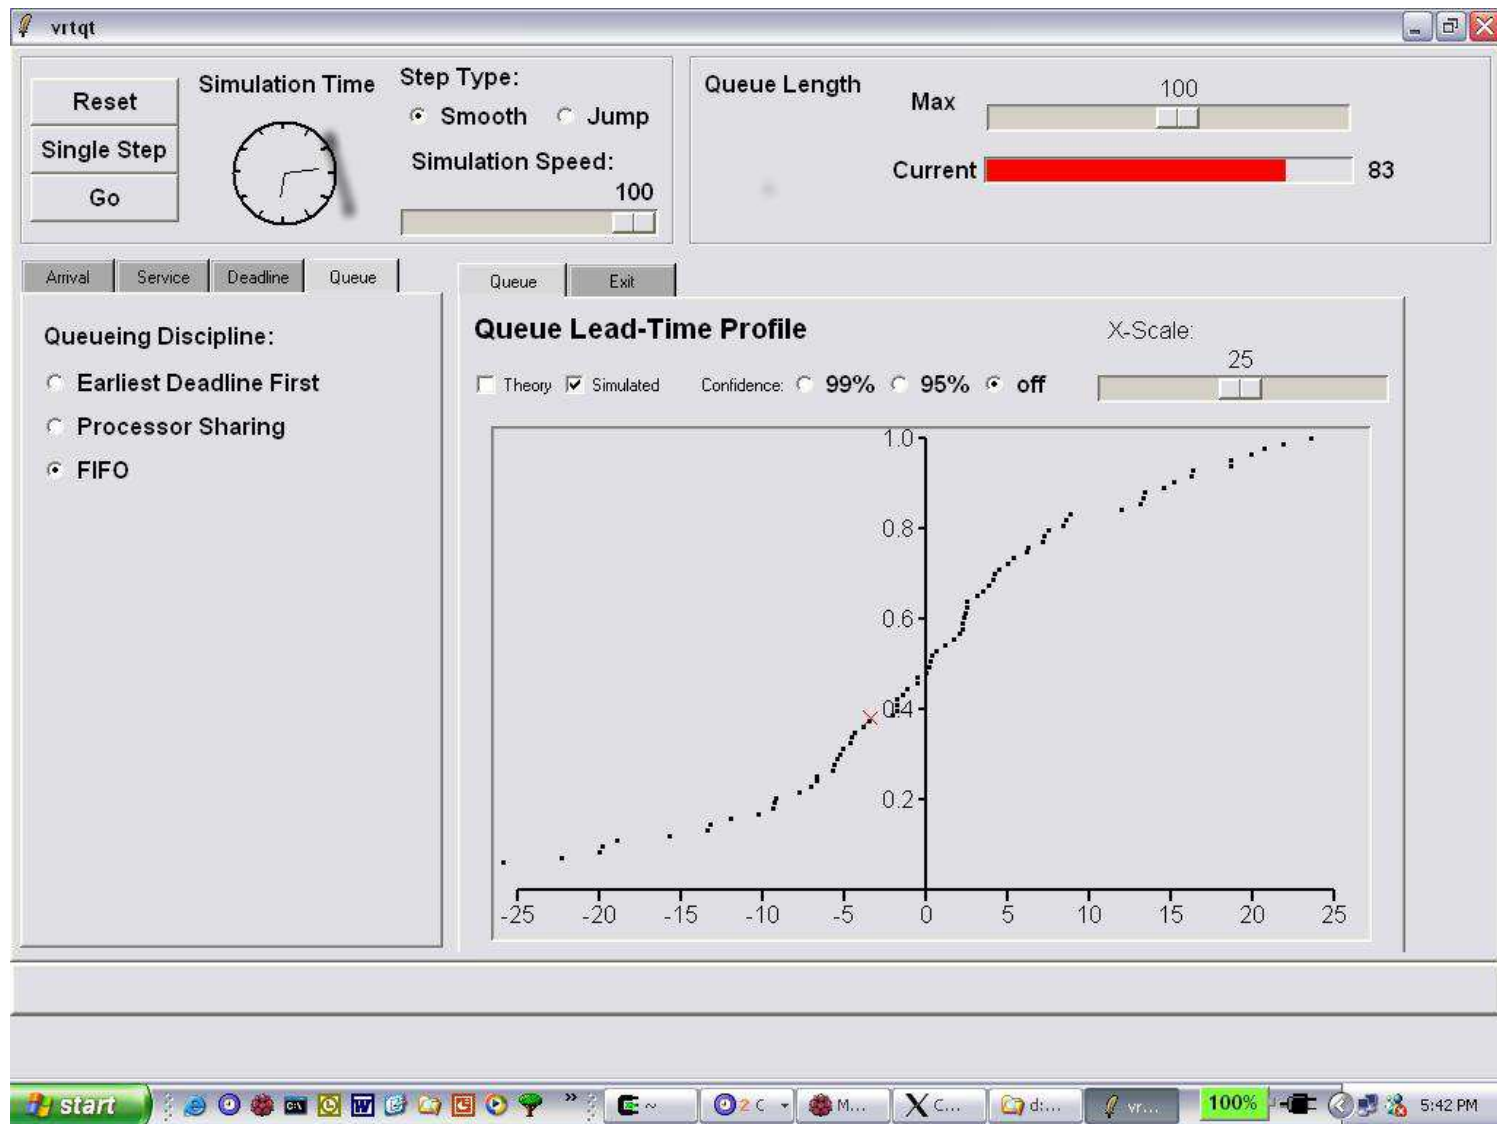 vrtqt
Reset
Single Step
Go
Simulation Time
Step Type:
Smooth Jump
Simulation Speed:
100
Queue Length
Max
100
Current
83
Arrival Service Deadline Queue
Queueing Discipline:
Earliest Deadline First
Processor Sharing
FIFO
Queue Exit
Queue Lead-Time Profile
X-Scale:
25
Theory Simulated Confidence: 99% 95% off
1.0
0.8
0.6
0.4
0.2
-25 -20 -15 -10 -5 0 5 10 15 20 25
start ~ 2 C M... C... d:... vr... 100% 5:42 PM